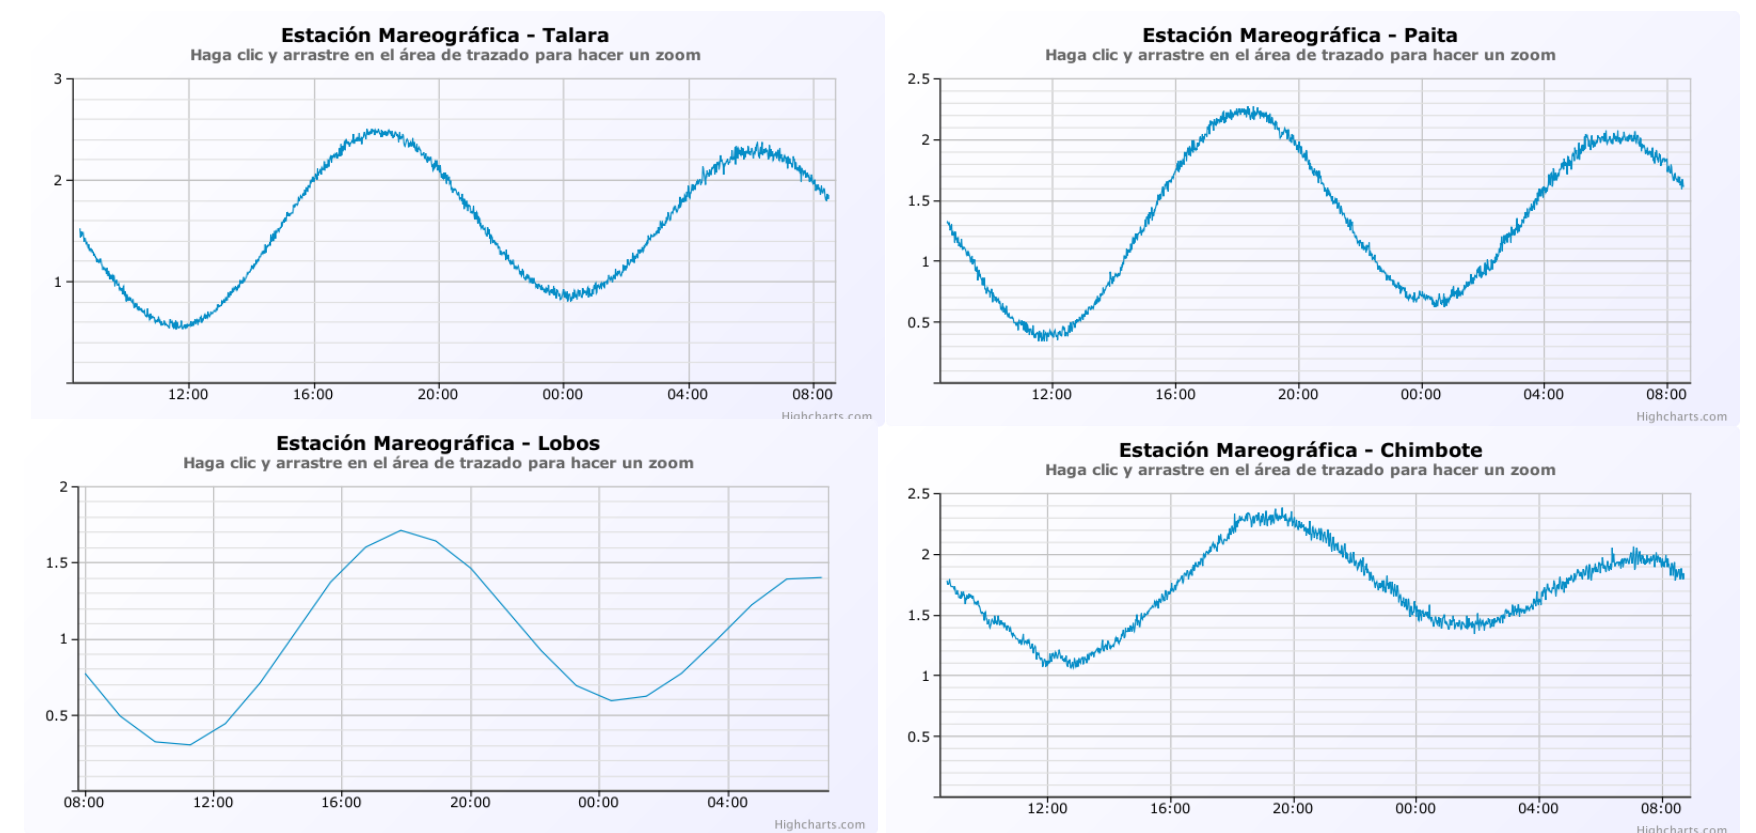 Estación Mareográfica - Talara
Haga clic y arrastre en el área de trazado para hacer un zoom
3
2
1
12:00 16:00 20:00 00:00 04:00 08:00
Highcharts.com
Estación Mareográfica - Paita
Haga clic y arrastre en el área de trazado para hacer un zoom
2.5
2
1.5
1
0.5
12:00 16:00 20:00 00:00 04:00 08:00
Highcharts.com
Estación Mareográfica - Lobos
Haga clic y arrastre en el área de trazado para hacer un zoom
2
1.5
1
0.5
08:00 12:00 16:00 20:00 00:00 04:00
Highcharts.com
Estación Mareográfica - Chimbote
Haga clic y arrastre en el área de trazado para hacer un zoom
2.5
2
1.5
1
0.5
12:00 16:00 20:00 00:00 04:00 08:00
Highcharts.com